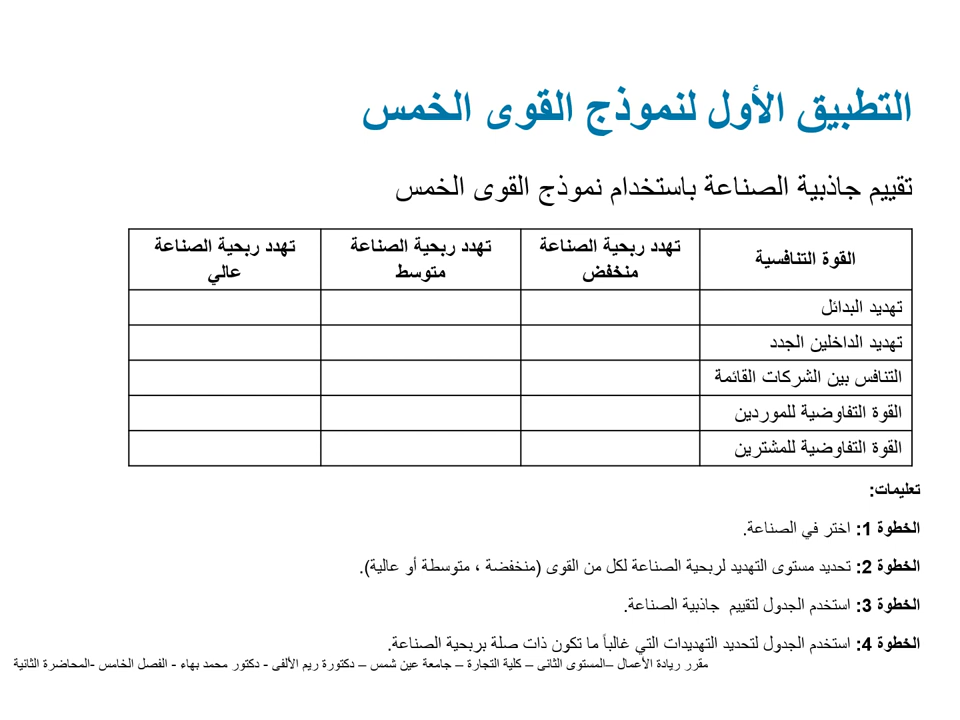 التطبيق الأول لنموذج القوى الخمس
تقييم جاذبية الصناعة باستخدام نموذج القوى الخمس
القوة التنافسية
تهدد ربحية الصناعة
منخفض
تهدد ربحية الصناعة
متوسط
تهدد ربحية الصناعة
عالي
تهديد البدائل
تهديد الداخلين الجدد
التنافس بين الشركات القائمة
القوة التفاوضية للموردين
القوة التفاوضية للمشترين
تعليمات:
الخطوة 1: اختر في الصناعة.
الخطوة 2: تحديد مستوى التهديد لربحية الصناعة لكل من القوى (منخفضة ، متوسطة أو عالية).
الخطوة 3: استخدم الجدول لتقييم جاذبية الصناعة.
الخطوة 4: استخدم الجدول لتحديد التهديدات التي غالباً ما تكون ذات صلة بربحية الصناعة.
مقرر ريادة الأعمال –المستوى الثانى – كلية التجارة – جامعة عين شمس – دكتورة ريم الألفى - دكتور محمد بهاء - الفصل الخامس -المحاضرة الثانية